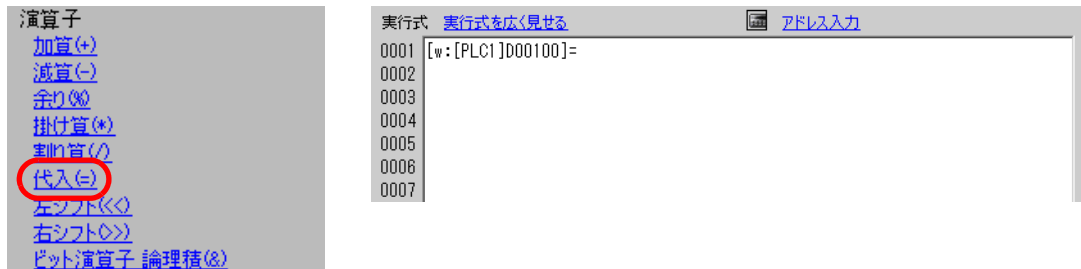 演算子
加算(+)
減算(-)
余り(%)
掛け算(*)
割り算(/)
代入(=)
左シフト(<<)
右シフト(>>)
ビット演算子 論理積(&)
実行式 実行式を広く見せる アドレス入力
0001 [w:[PLC1]D00100]=
0002
0003
0004
0005
0006
0007